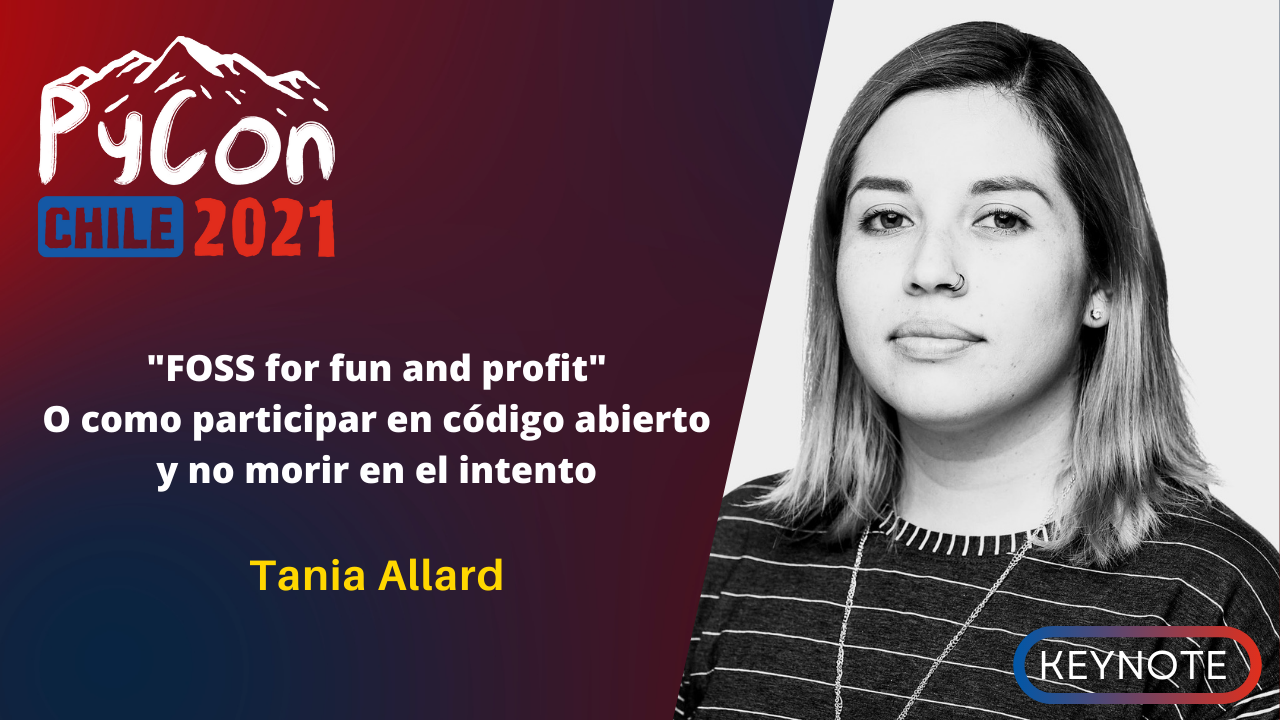 PyCon
CHILE 2021
"FOSS for fun and profit"
O como participar en código abierto
y no morir en el intento
Tania Allard
KEYNOTE